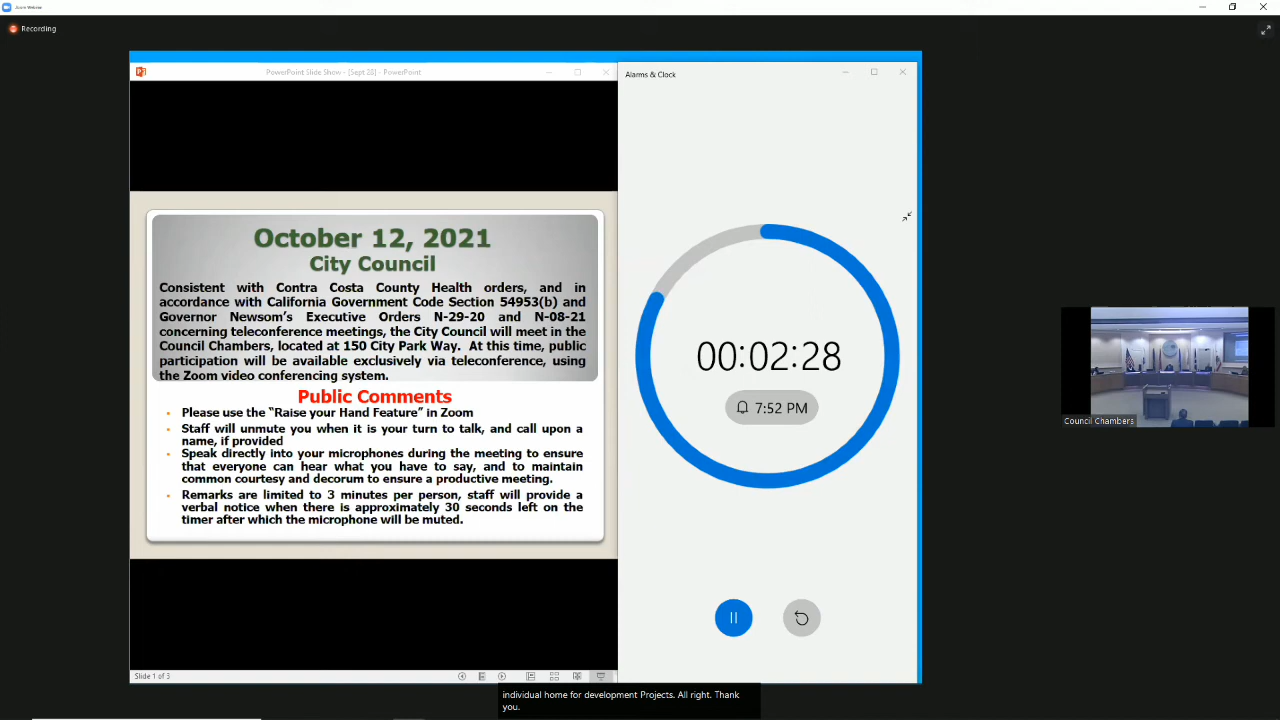 Zoom Webinar
Recording
PowerPoint Slide Show - [Sept 28] - PowerPoint
October 12, 2021
City Council
Consistent with Contra Costa County Health orders, and in
accordance with California Government Code Section 54953(b) and
Governor Newsom's Executive Orders N-29-20 and N-08-21
concerning teleconference meetings, the City Council will meet in the
Council Chambers, located at 150 City Park Way. At this time, public
participation will be available exclusively via teleconference, using
the Zoom video conferencing system.
Public Comments
• Please use the "Raise your Hand Feature" in Zoom
• Staff will unmute you when it is your turn to talk, and call upon a
name, if provided
• Speak directly into your microphones during the meeting to ensure
that everyone can hear what you have to say, and to maintain
common courtesy and decorum to ensure a productive meeting.
• Remarks are limited to 3 minutes per person, staff will provide a
verbal notice when there is approximately 30 seconds left on the
timer after which the microphone will be muted.
Slide 1 of 3
Alarms & Clock
00:02:28
7:52 PM
Council Chambers
individual home for development Projects. All right. Thank
you.